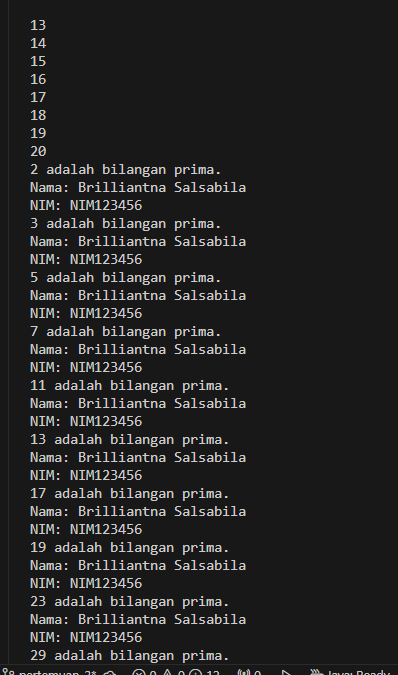 13
14
15
16
17
18
19
20
2 adalah bilangan prima.
Nama: Brilliantna Salsabila
NIM: NIM123456
3 adalah bilangan prima.
Nama: Brilliantna Salsabila
NIM: NIM123456
5 adalah bilangan prima.
Nama: Brilliantna Salsabila
NIM: NIM123456
7 adalah bilangan prima.
Nama: Brilliantna Salsabila
NIM: NIM123456
11 adalah bilangan prima.
Nama: Brilliantna Salsabila
NIM: NIM123456
13 adalah bilangan prima.
Nama: Brilliantna Salsabila
NIM: NIM123456
17 adalah bilangan prima.
Nama: Brilliantna Salsabila
NIM: NIM123456
19 adalah bilangan prima.
Nama: Brilliantna Salsabila
NIM: NIM123456
23 adalah bilangan prima.
Nama: Brilliantna Salsabila
NIM: NIM123456
29 adalah bilangan prima.
pertemuan 2* 0 0 12 0 Java: Ready